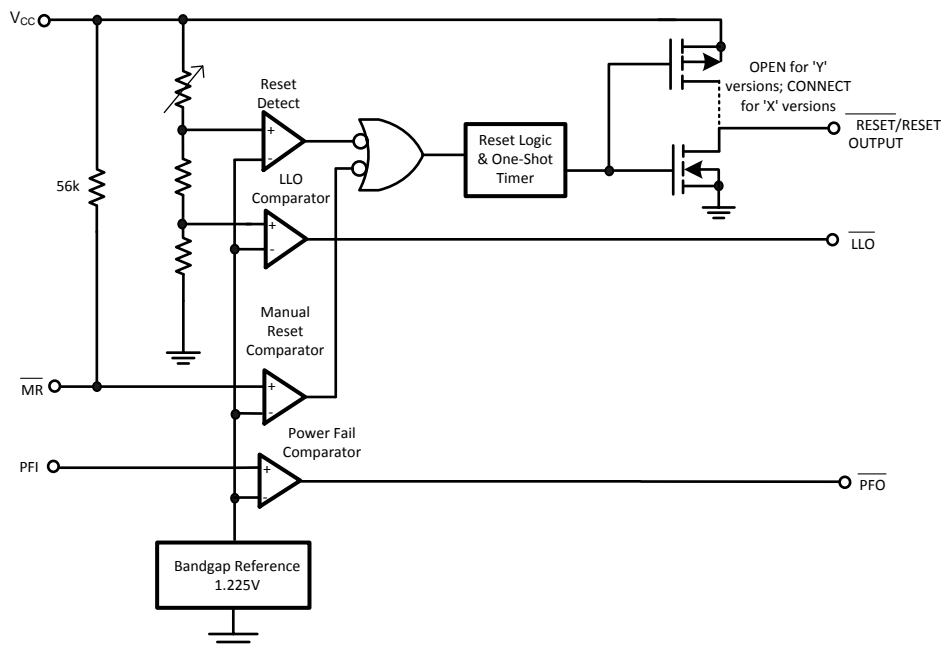 VCC
Reset
Detect
OPEN for 'Y'
versions; CONNECT
for 'X' versions
+
-
Reset Logic
& One-Shot
Timer
RESET/RESET
OUTPUT
56k
LLO
Comparator
+
-
LLO
Manual
Reset
Comparator
MR
+
-
Power Fail
Comparator
PFI
+
-
PFO
Bandgap Reference
1.225V